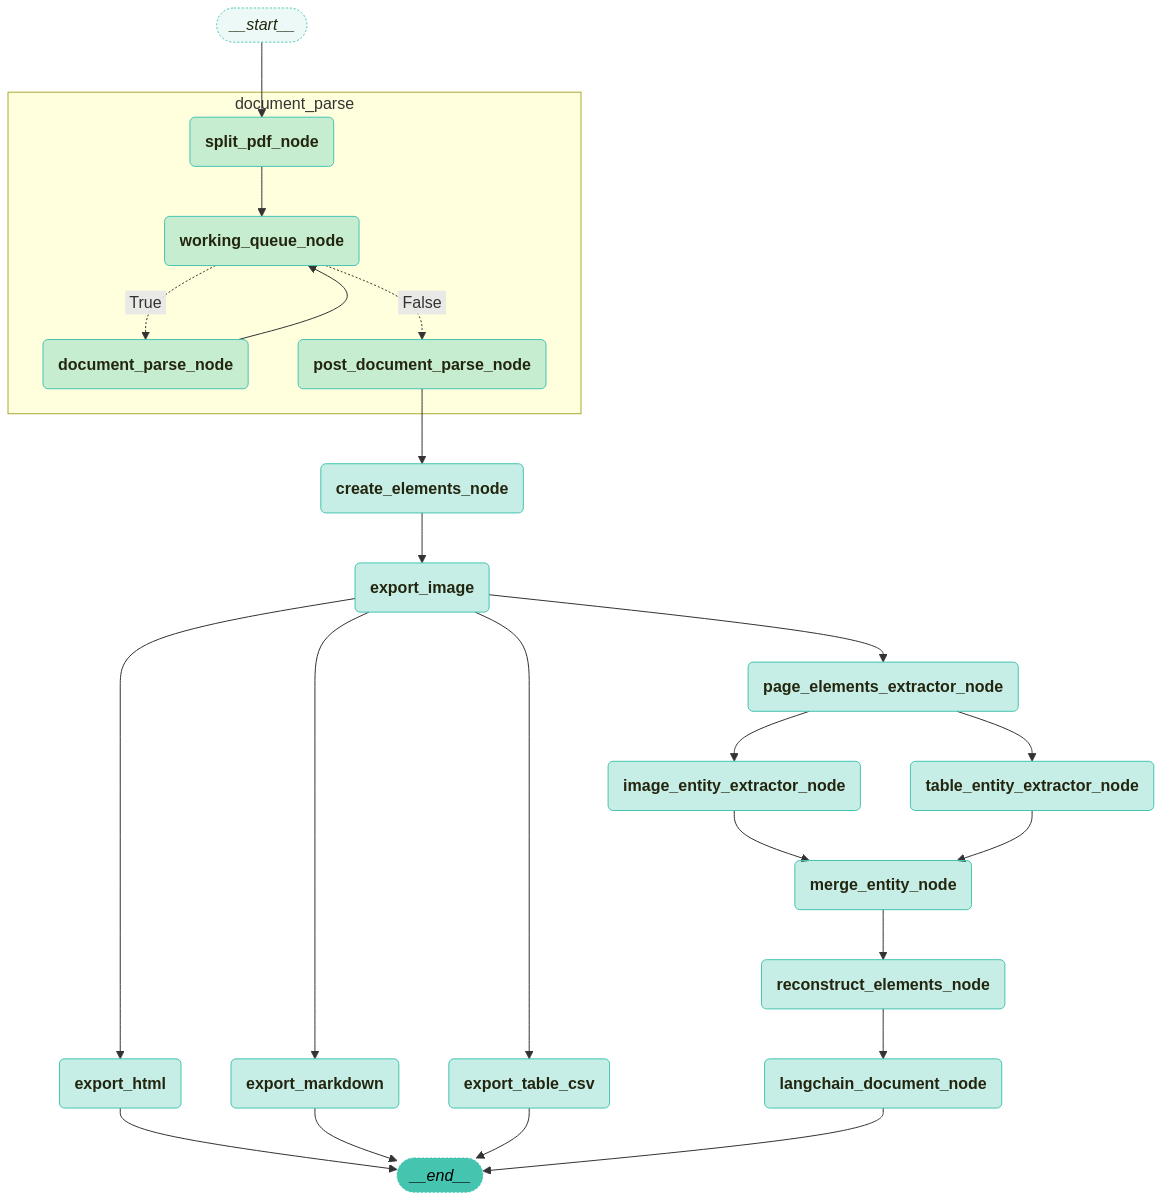 __start__
document_parse
split_pdf_node
working_queue_node
True
False
document_parse_node
post_document_parse_node
create_elements_node
export_image
page_elements_extractor_node
image_entity_extractor_node
table_entity_extractor_node
merge_entity_node
reconstruct_elements_node
export_html
export_markdown
export_table_csv
langchain_document_node
__end__